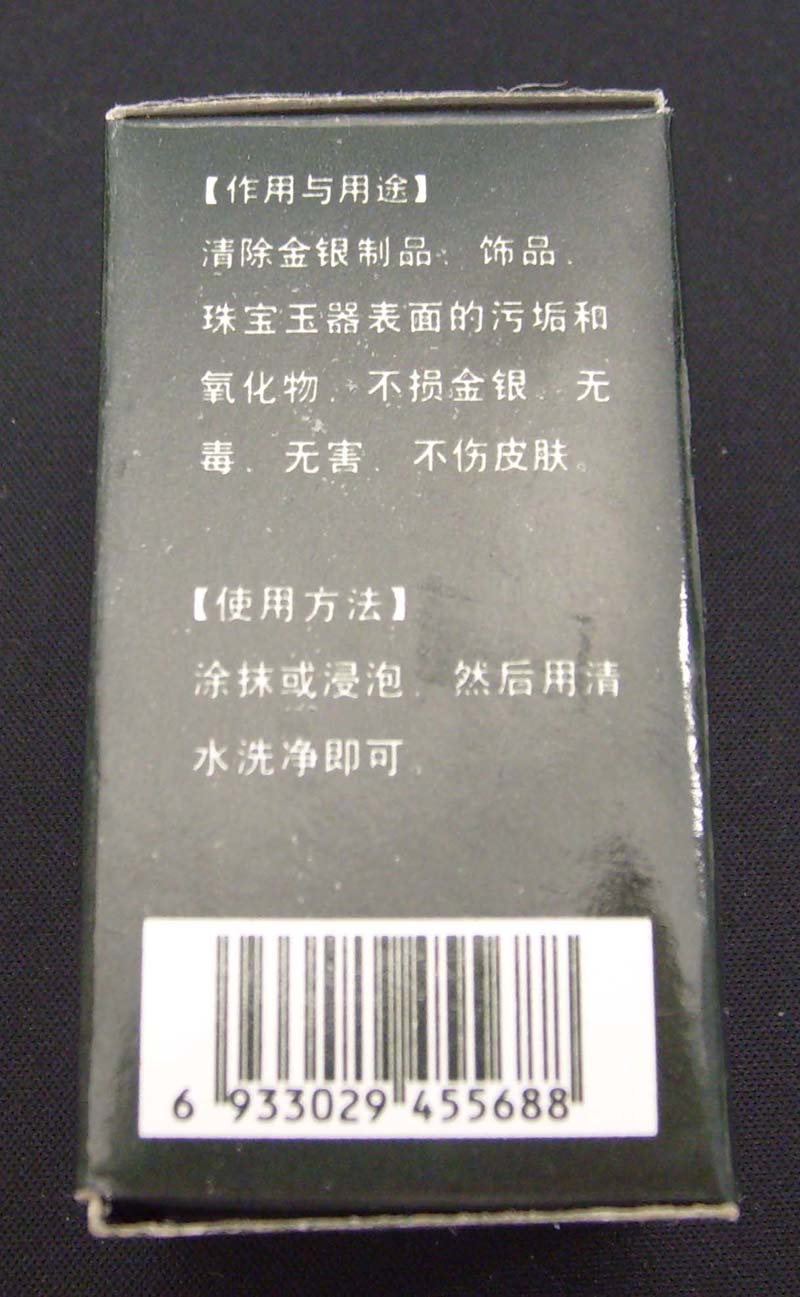 【作用与用途】
清除金银制品、饰品、
珠宝玉器表面的污垢和
氧化物、不损金银。无
毒、无害、不伤皮肤。
【使用方法】
涂抹或浸泡、然后用清
水洗净即可。
6 933029 455688